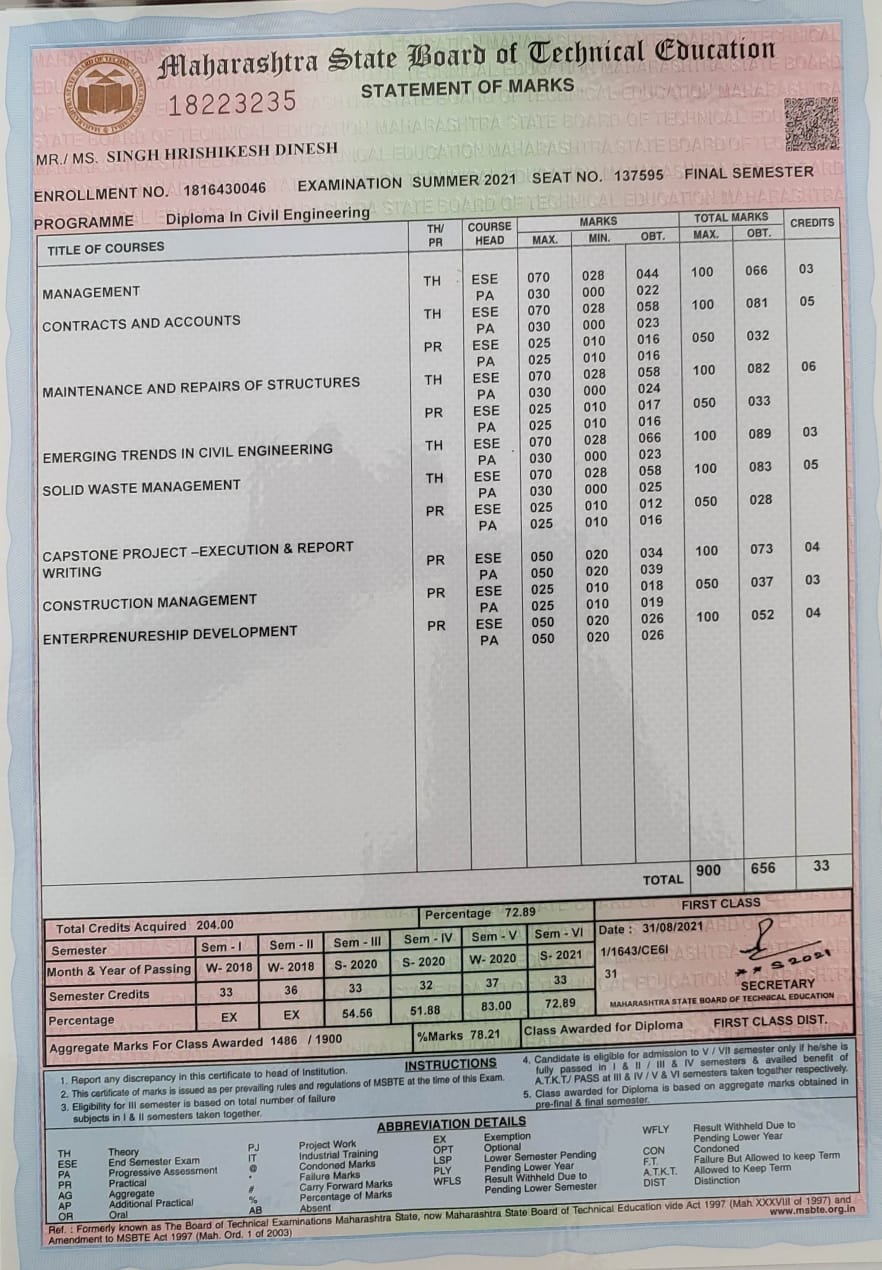 Maharashtra State Board of Technical Education
18223235
STATEMENT OF MARKS
MR./ MS. SINGH HRISHIKESH DINESH
ENROLLMENT NO. 1816430046 EXAMINATION SUMMER 2021 SEAT NO. 137595 FINAL SEMESTER
PROGRAMME Diploma In Civil Engineering
TITLE OF COURSES TH/ PR COURSE HEAD MARKS TOTAL MARKS CREDITS
MAX. MIN. OBT. MAX. OBT.
MANAGEMENT TH ESE 070 028 044 100 066 03
PA 030 000 022
CONTRACTS AND ACCOUNTS TH ESE 070 028 058 100 081 05
PA 030 000 023
PR ESE 025 010 016 050 032
PA 025 010 016
MAINTENANCE AND REPAIRS OF STRUCTURES TH ESE 070 028 058 100 082 06
PA 030 000 024
PR ESE 025 010 017 050 033
PA 025 010 016
EMERGING TRENDS IN CIVIL ENGINEERING TH ESE 070 028 066 100 089 03
PA 030 000 023
SOLID WASTE MANAGEMENT TH ESE 070 028 058 100 083 05
PA 030 000 025
PR ESE 025 010 012 050 028
PA 025 010 016
CAPSTONE PROJECT –EXECUTION & REPORT
WRITING PR ESE 050 020 034 100 073 04
PA 050 020 039
CONSTRUCTION MANAGEMENT PR ESE 025 010 018 050 037 03
PA 025 010 019
ENTERPRENURESHIP DEVELOPMENT PR ESE 050 020 026 100 052 04
PA 050 020 026
TOTAL 900 656 33
Total Credits Acquired 204.00 Percentage 72.89 FIRST CLASS
Semester Sem - I Sem - II Sem - III Sem - IV Sem - V Sem - VI
Month & Year of Passing W- 2018 W- 2018 S- 2020 S- 2020 W- 2020 S- 2021
Semester Credits 33 36 33 32 37 33
Percentage EX EX 54.56 51.88 83.00 72.89
Date : 31/08/2021
1/1643/CE6I
31
** S2021
SECRETARY
MAHARASHTRA STATE BOARD OF TECHNICAL EDUCATION
Aggregate Marks For Class Awarded 1486 / 1900 %Marks 78.21 Class Awarded for Diploma FIRST CLASS DIST.
INSTRUCTIONS
1. Report any discrepancy in this certificate to head of Institution.
2. This certificate of marks is issued as per prevailing rules and regulations of MSBTE at the time of this Exam.
3. Eligibility for III semester is based on total number of failure
subjects in I & II semesters taken together.
4. Candidate is eligible for admission to V / VII semester only if he/she is
fully passed in I & II / III & IV semesters & availed benefit of
A.T.K.T/ PASS at III & IV / V & VI semesters taken together respectively.
5. Class awarded for Diploma is based on aggregate marks obtained in
pre-final & final semester.
ABBREVIATION DETAILS
TH Theory
ESE End Semester Exam
PA Progressive Assessment
PR Practical
AG Aggregate
AP Additional Practical
OR Oral
PJ Project Work
IT Industrial Training
@ Condoned Marks
* Failure Marks
# Carry Forward Marks
% Percentage of Marks
AB Absent
EX Exemption
OPT Optional
LSP Lower Semester Pending
PLY Pending Lower Year
WFLS Result Withheld Due to
Pending Lower Semester
WFLY Result Withheld Due to
Pending Lower Year
CON Condoned
F.T. Failure But Allowed to keep Term
A.T.K.T. Allowed to Keep Term
DIST Distinction
Ref. : Formerly known as The Board of Technical Examinations Maharashtra State, now Maharashtra State Board of Technical Education vide Act 1997 (Mah. XXXVIII of 1997) and
Amendment to MSBTE Act 1997 (Mah. Ord. 1 of 2003) www.msbte.org.in